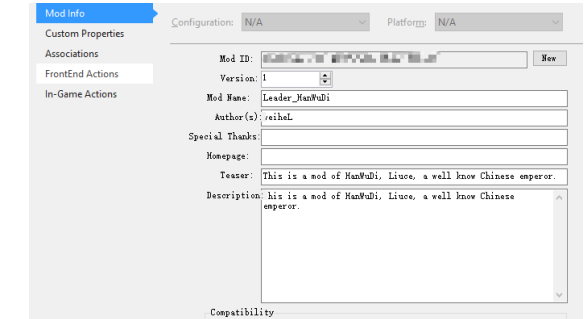 Mod Info
Configuration: N/A Platform: N/A
Custom Properties
Associations
Mod ID: New
FrontEnd Actions
Version: 1
In-Game Actions
Mod Name: Leader_HanWuDi
Author(s):
Special Thanks:
Homepage:
Teaser: This is a mod of HanWuDi, Liuce, a well know Chinese emperor.
Description: his is a mod of HanWuDi, Liuce, a well know Chinese
emperor.
Compatibility